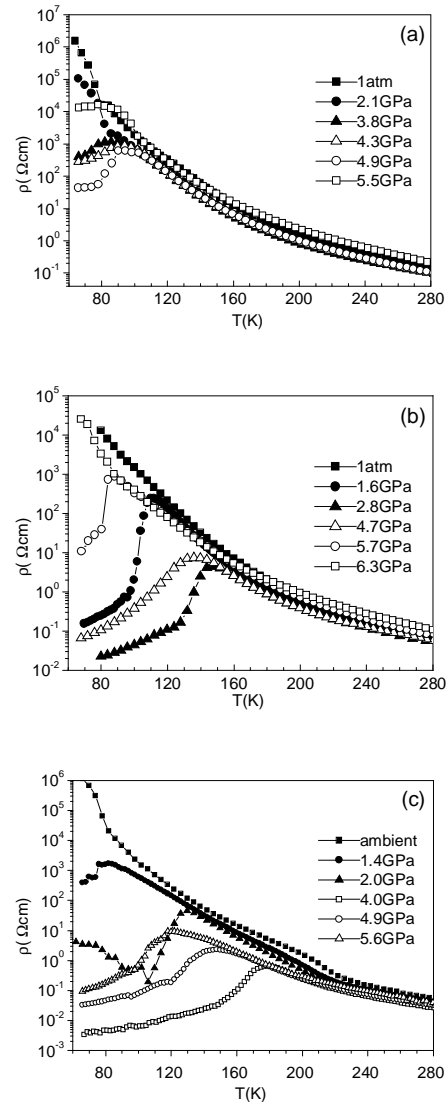 (a)
10^7
10^6
10^5
10^4
10^3
10^2
10^1
10^0
10^-1
ρ(Ωcm)
1atm
2.1GPa
3.8GPa
4.3GPa
4.9GPa
5.5GPa
80 120 160 200 240 280
T(K)
(b)
10^5
10^4
10^3
10^2
10^1
10^0
10^-1
10^-2
ρ(Ωcm)
1atm
1.6GPa
2.8GPa
4.7GPa
5.7GPa
6.3GPa
80 120 160 200 240 280
T(K)
(c)
10^6
10^5
10^4
10^3
10^2
10^1
10^0
10^-1
10^-2
10^-3
ρ(Ωcm)
ambient
1.4GPa
2.0GPa
4.0GPa
4.9GPa
5.6GPa
80 120 160 200 240 280
T(K)